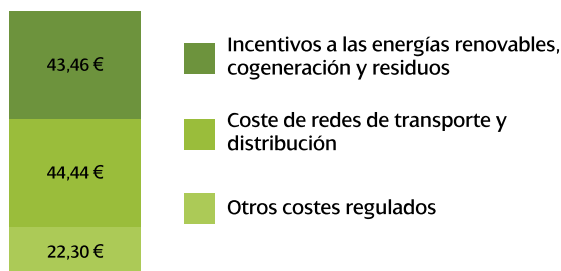 43,46 €
Incentivos a las energías renovables,
cogeneración y residuos
44,44 €
Coste de redes de transporte y
distribución
22,30 €
Otros costes regulados